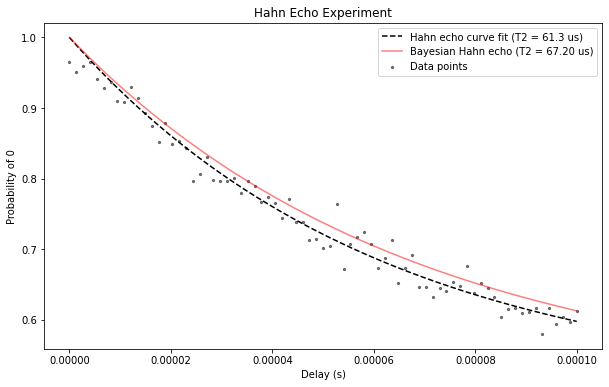 Hahn Echo Experiment
Hahn echo curve fit (T2 = 61.3 us)
Bayesian Hahn echo (T2 = 67.20 us)
Data points
Probability of 0
1.0
0.9
0.8
0.7
0.6
0.00000
0.00002
0.00004
0.00006
0.00008
0.00010
Delay (s)